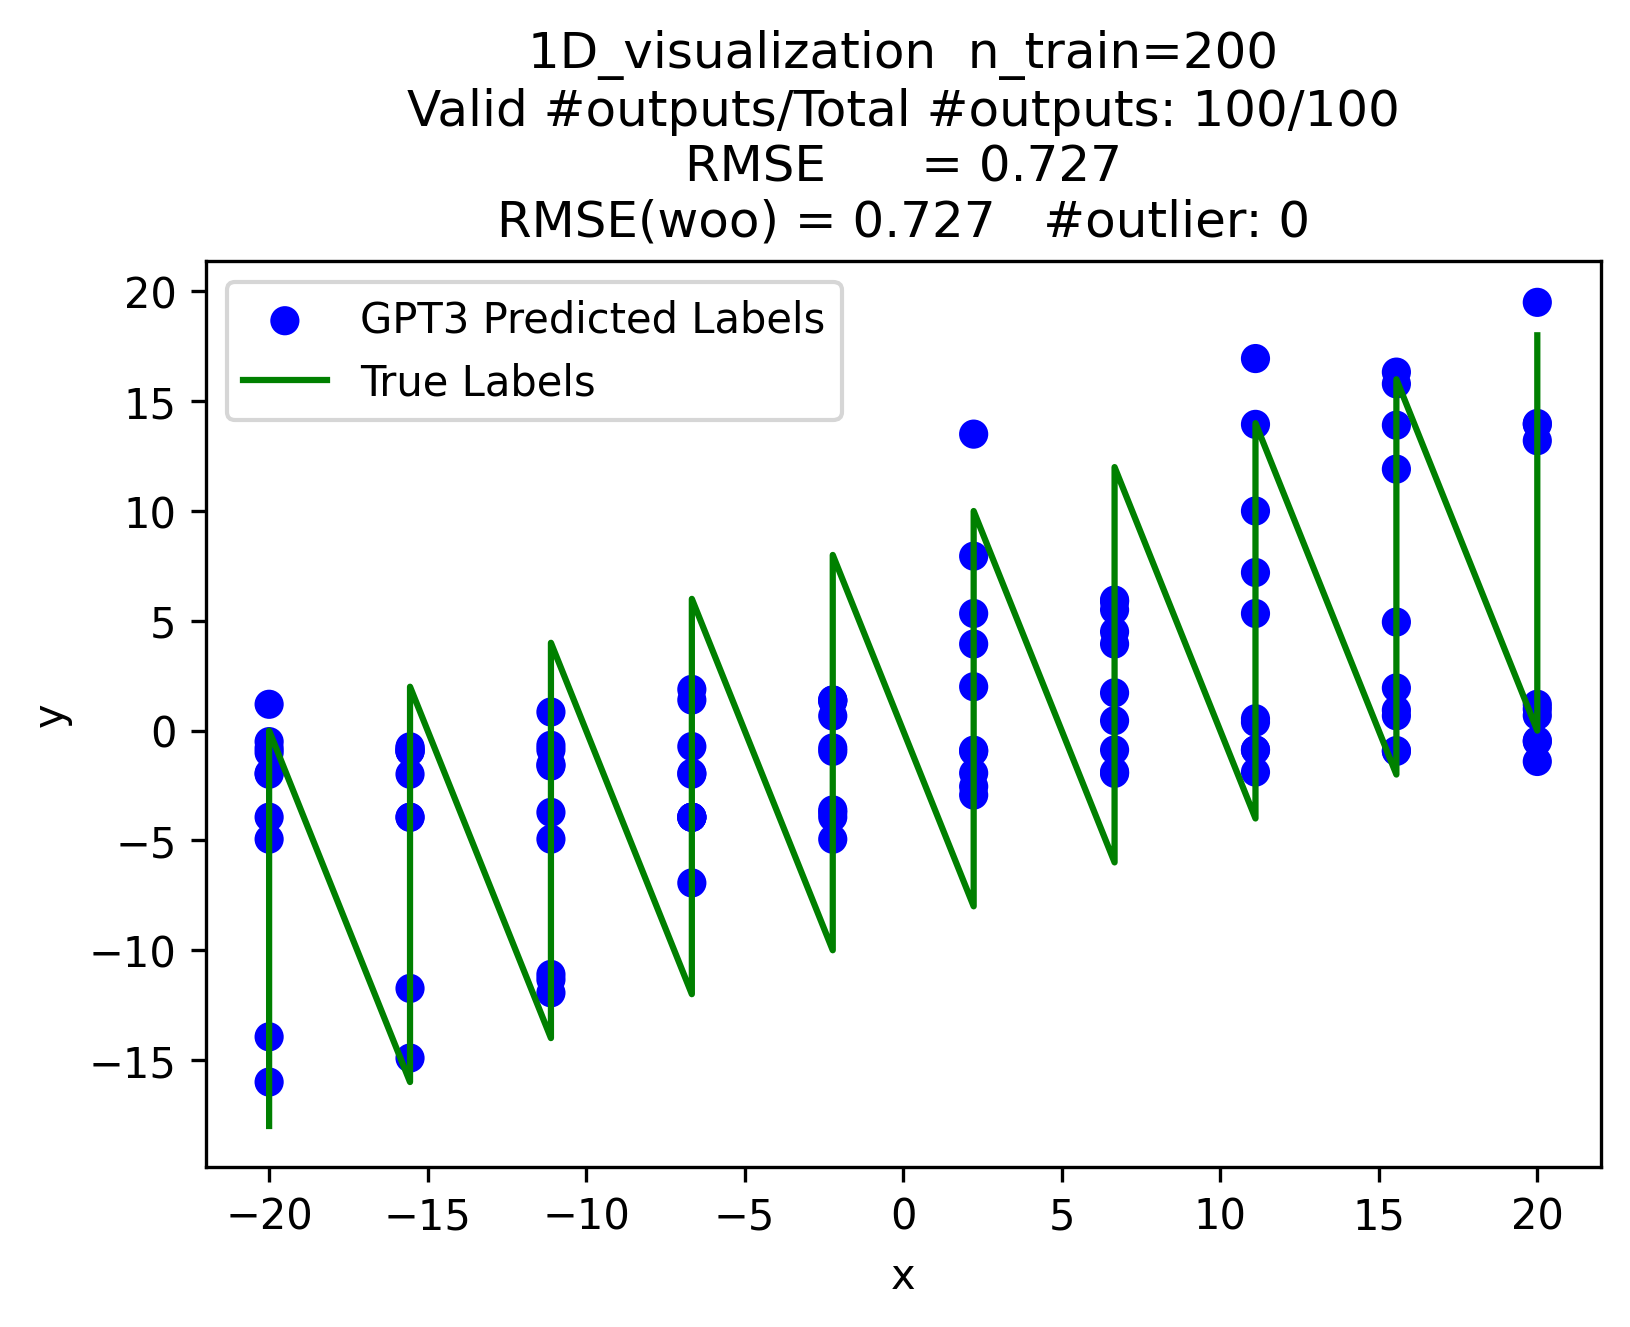 1D_visualization  n_train=200
Valid #outputs/Total #outputs: 100/100
RMSE      = 0.727
RMSE(woo) = 0.727   #outlier: 0
GPT3 Predicted Labels
True Labels
20
15
10
5
0
−5
−10
−15
y
−20 −15 −10 −5 0 5 10 15 20
x